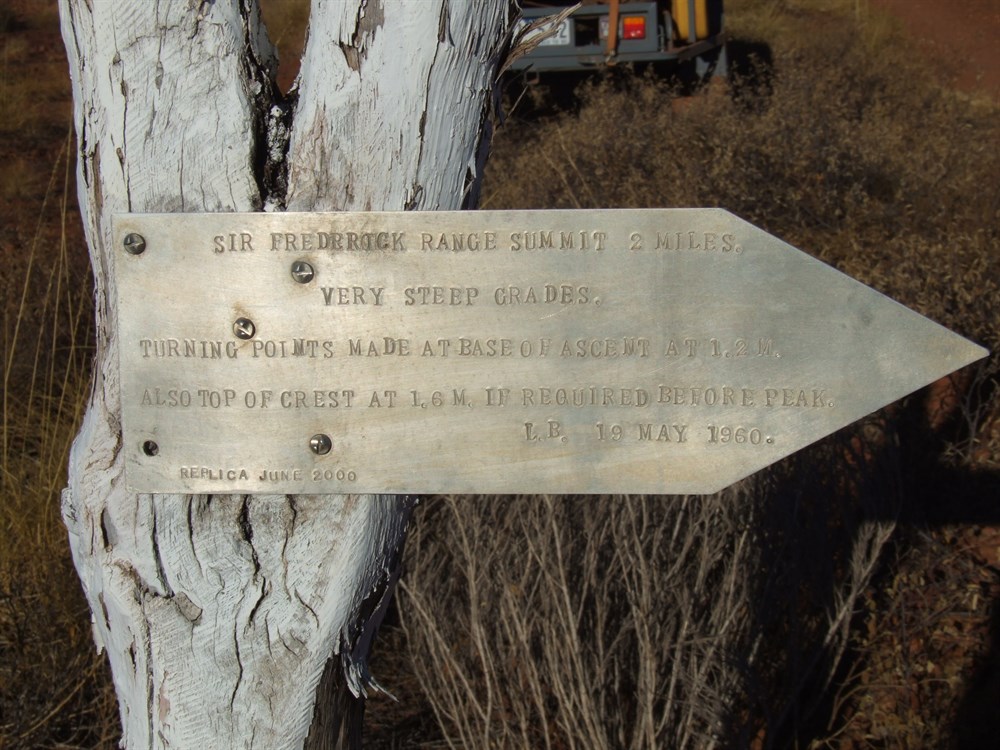 SIR FREDERICK RANGE SUMMIT 2 MILES.
VERY STEEP GRADES.
TURNING POINTS MADE AT BASE OF ASCENT AT 1.2 M.
ALSO TOP OF CREST AT 1.6 M. IF REQUIRED BEFORE PEAK.
L.B. 19 MAY 1960.
REPLICA JUNE 2000